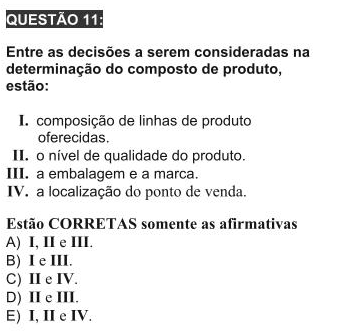 QUESTÃO 11:
Entre as decisões a serem consideradas na
determinação do composto de produto,
estão:
I. composição de linhas de produto
oferecidas.
II. o nível de qualidade do produto.
III. a embalagem e a marca.
IV. a localização do ponto de venda.
Estão CORRETAS somente as afirmativas
A) I, II e III.
B) I e III.
C) II e IV.
D) II e III.
E) I, II e IV.